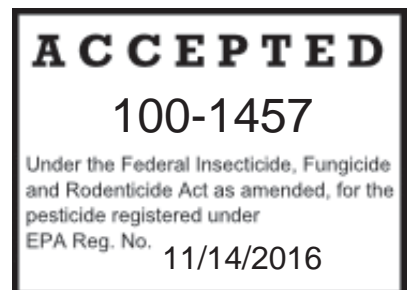 ACCEPTED
100-1457
Under the Federal Insecticide, Fungicide
and Rodenticide Act as amended, for the
pesticide registered under
EPA Reg. No. 11/14/2016